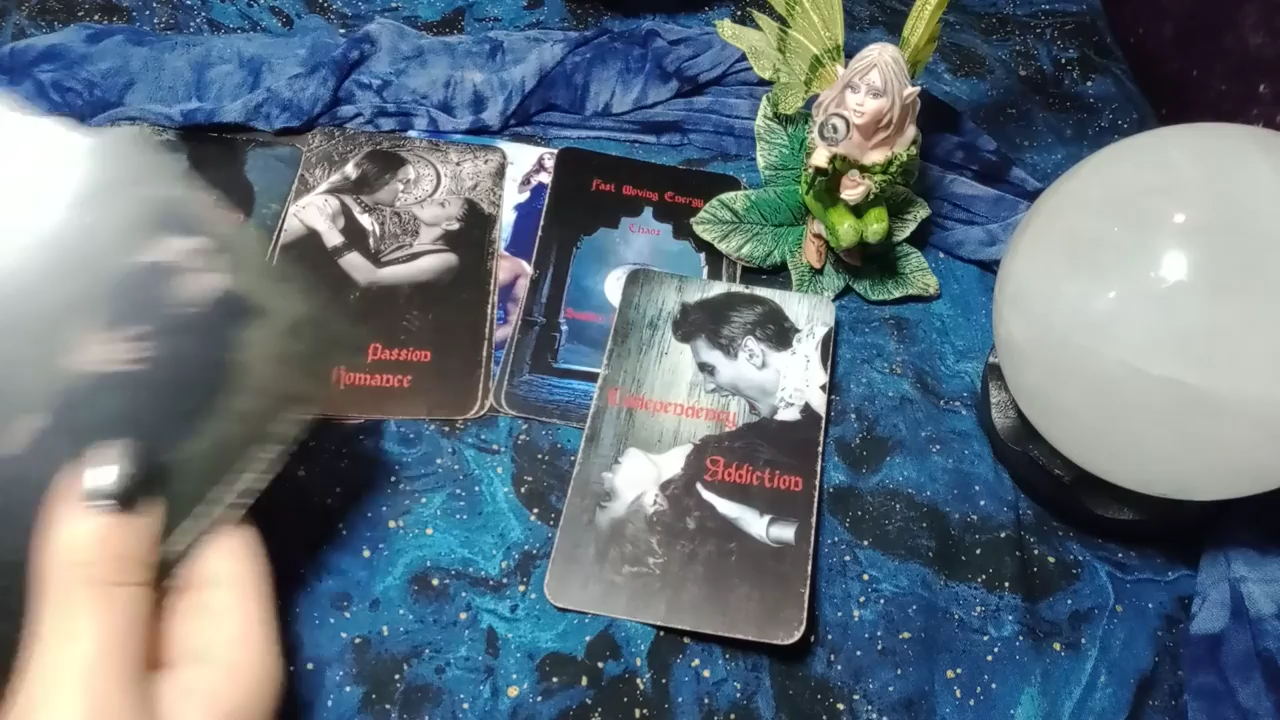 Fast Moving Energy
Chaos
Passion
Romance
Addiction